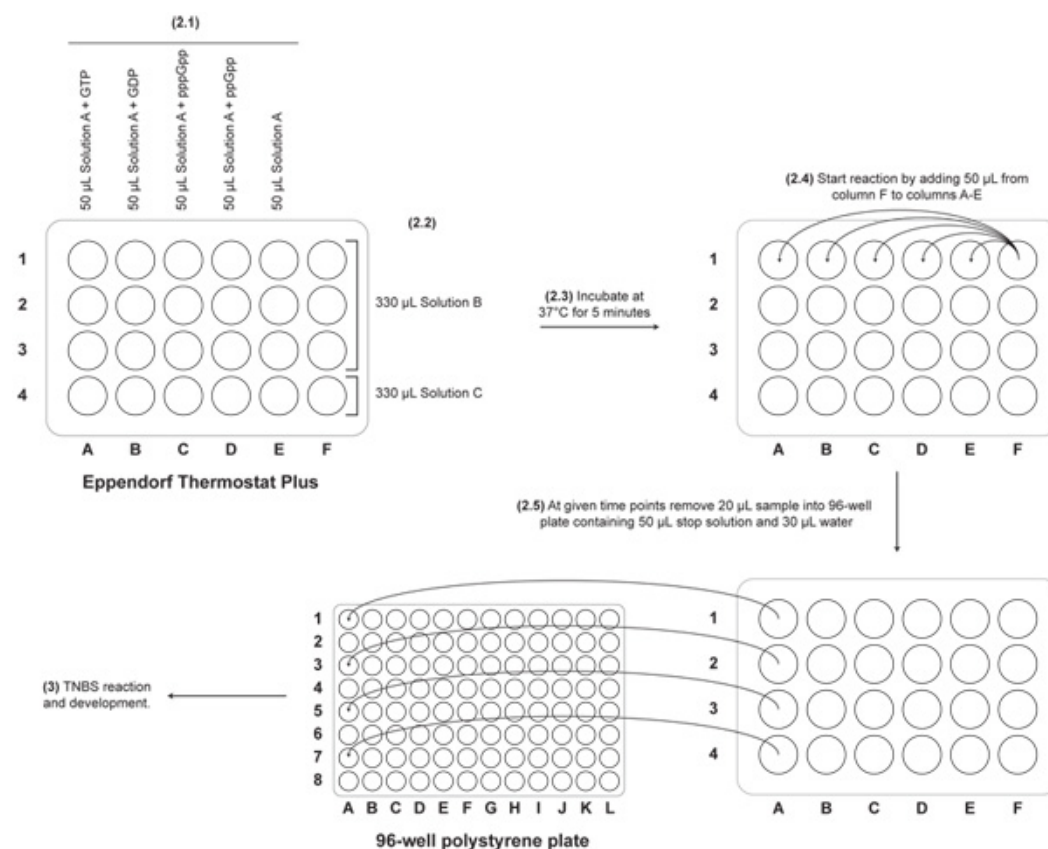 (2.1)
50 µL Solution A + GTP
50 µL Solution A + GDP
50 µL Solution A + pppGpp
50 µL Solution A + ppGpp
50 µL Solution A
(2.2)
1
2
3
4
330 µL Solution B
330 µL Solution C
A B C D E F
Eppendorf Thermostat Plus
(2.3) Incubate at
37°C for 5 minutes
(2.4) Start reaction by adding 50 µL from
column F to columns A-E
1
2
3
4
A B C D E F
(2.5) At given time points remove 20 µL sample into 96-well
plate containing 50 µL stop solution and 30 µL water
1
2
3
4
A B C D E F
1
2
3
4
5
6
7
8
A B C D E F G H I J K L
96-well polystyrene plate
(3) TNBS reaction
and development.